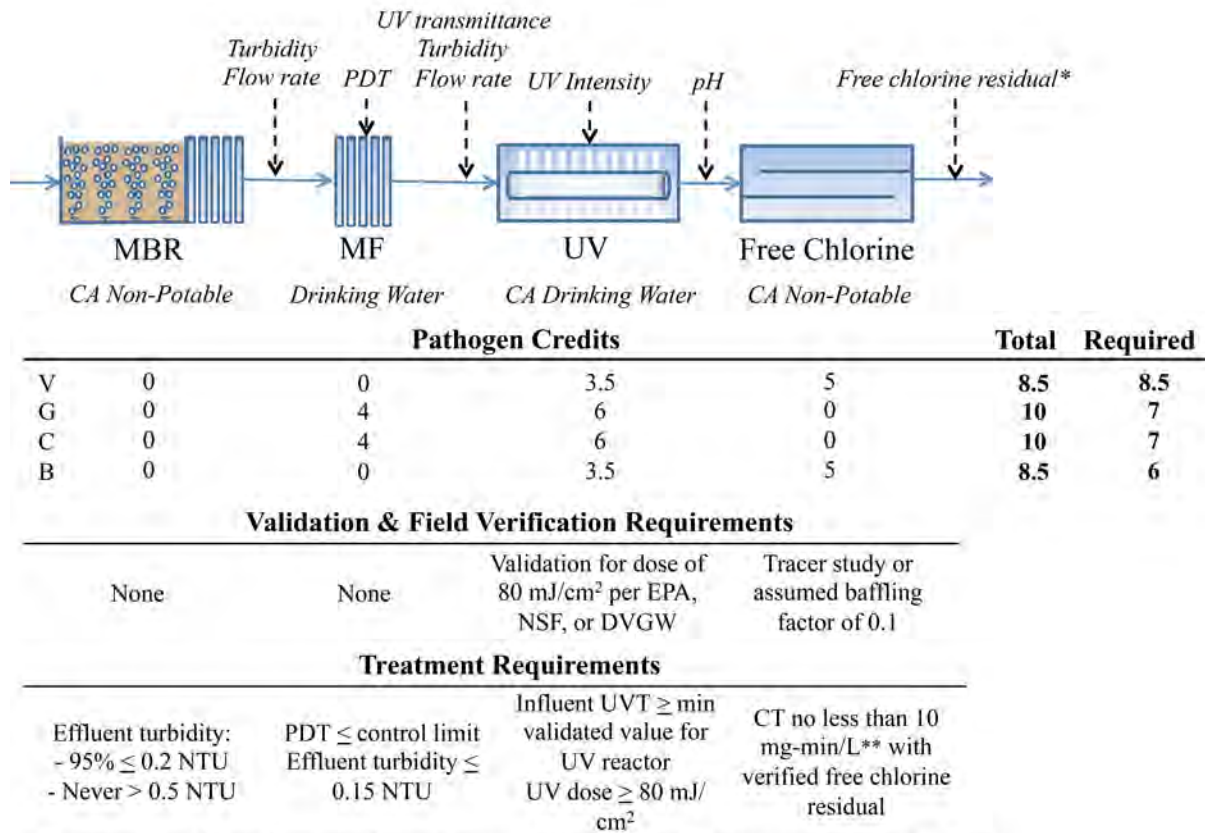 UV transmittance
Turbidity
Flow rate
PDT
Turbidity
Flow rate
UV Intensity
pH
Free chlorine residual*
MBR
MF
UV
Free Chlorine
CA Non-Potable
Drinking Water
CA Drinking Water
CA Non-Potable
Pathogen Credits Total Required
V 0 0 3.5 5 8.5 8.5
G 0 4 6 0 10 7
C 0 4 6 0 10 7
B 0 0 3.5 5 8.5 6
Validation & Field Verification Requirements
None
None
Validation for dose of
80 mJ/cm² per EPA,
NSF, or DVGW
Tracer study or
assumed baffling
factor of 0.1
Treatment Requirements
Effluent turbidity:
- 95% ≤ 0.2 NTU
- Never > 0.5 NTU
PDT ≤ control limit
Effluent turbidity ≤
0.15 NTU
Influent UVT ≥ min
validated value for
UV reactor
UV dose ≥ 80 mJ/
cm²
CT no less than 10
mg-min/L** with
verified free chlorine
residual